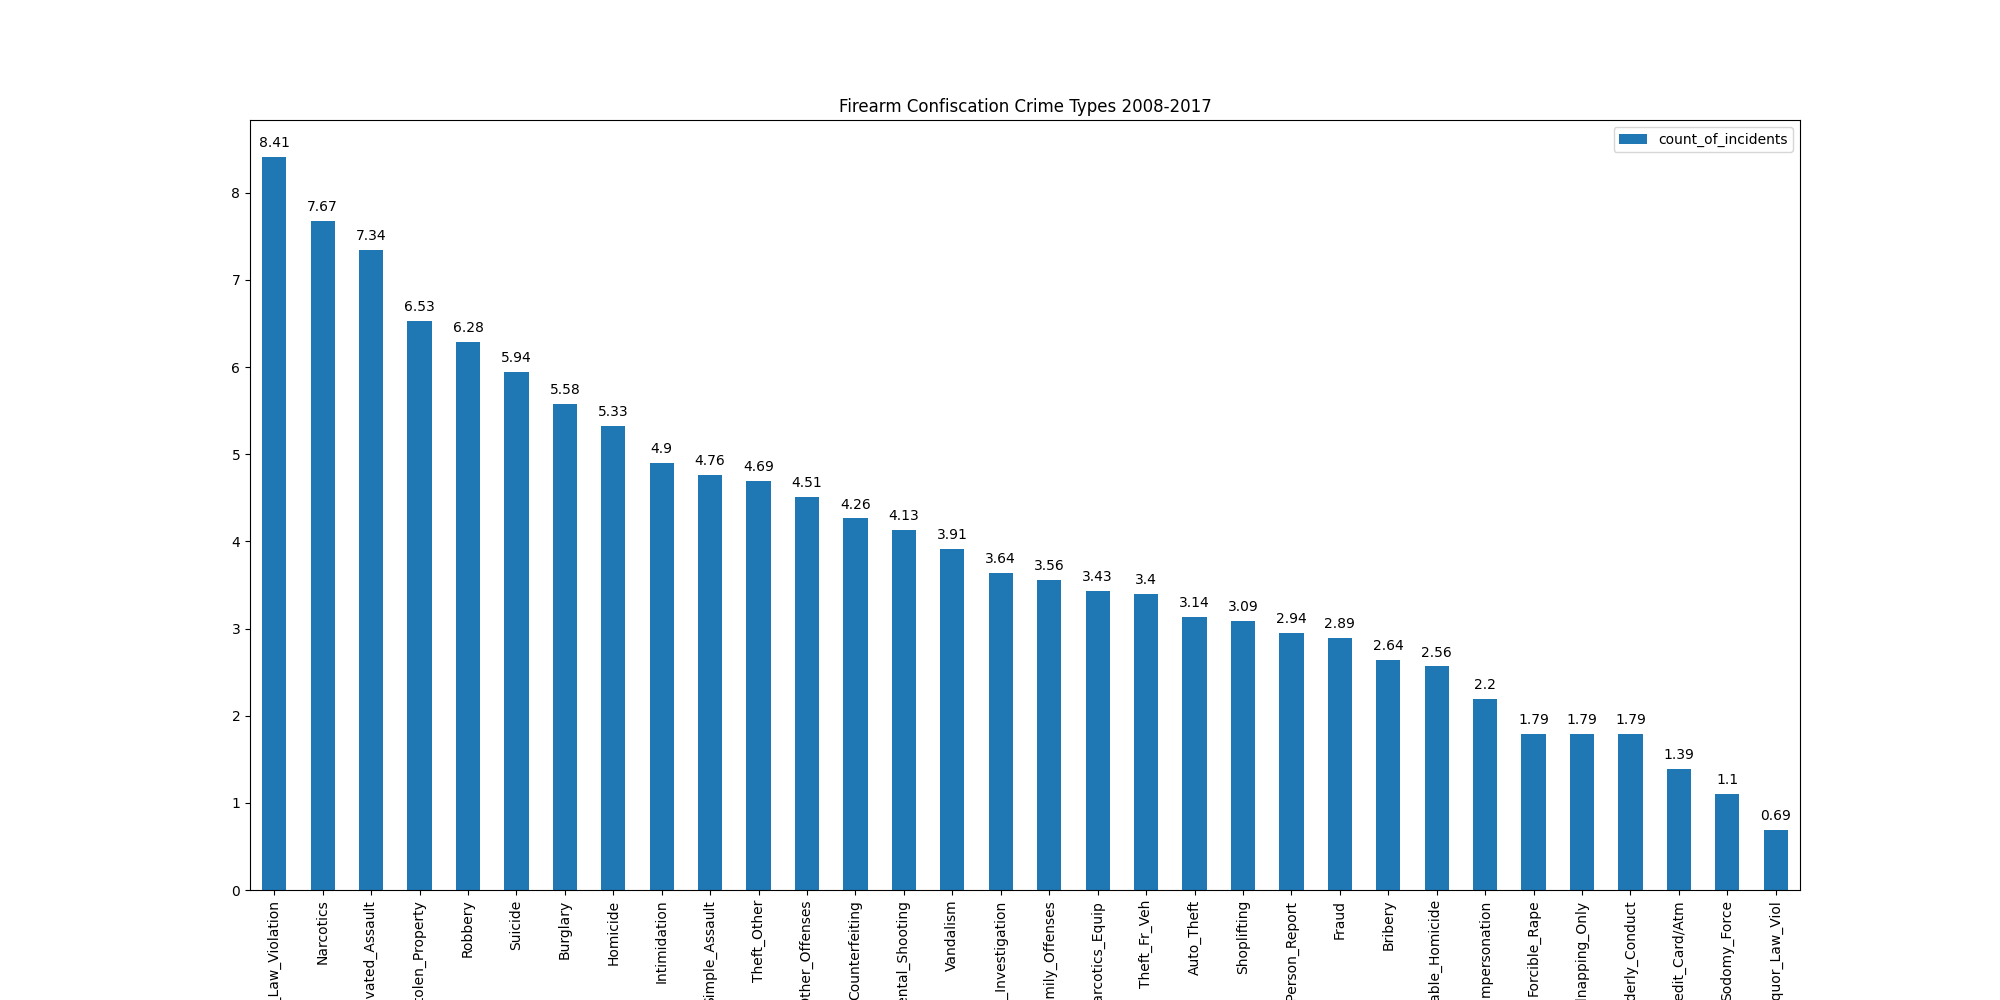 Firearm Confiscation Crime Types 2008-2017
count_of_incidents
8.41
7.67
7.34
6.53
6.28
5.94
5.58
5.33
4.9
4.76
4.69
4.51
4.26
4.13
3.91
3.64
3.56
3.43
3.4
3.14
3.09
2.94
2.89
2.64
2.56
2.2
1.79
1.79
1.79
1.39
1.1
0.69
8
7
6
5
4
3
2
1
0
_Law_Violation
Narcotics
vated_Assault
tolen_Property
Robbery
Suicide
Burglary
Homicide
Intimidation
Simple_Assault
Theft_Other
Other_Offenses
Counterfeiting
ental_Shooting
Vandalism
_Investigation
mily_Offenses
arcotics_Equip
Theft_Fr_Veh
Auto_Theft
Shoplifting
Person_Report
Fraud
Bribery
able_Homicide
mpersonation
Forcible_Rape
dnapping_Only
derly_Conduct
edit_Card/Atm
Sodomy_Force
quor_Law_Viol